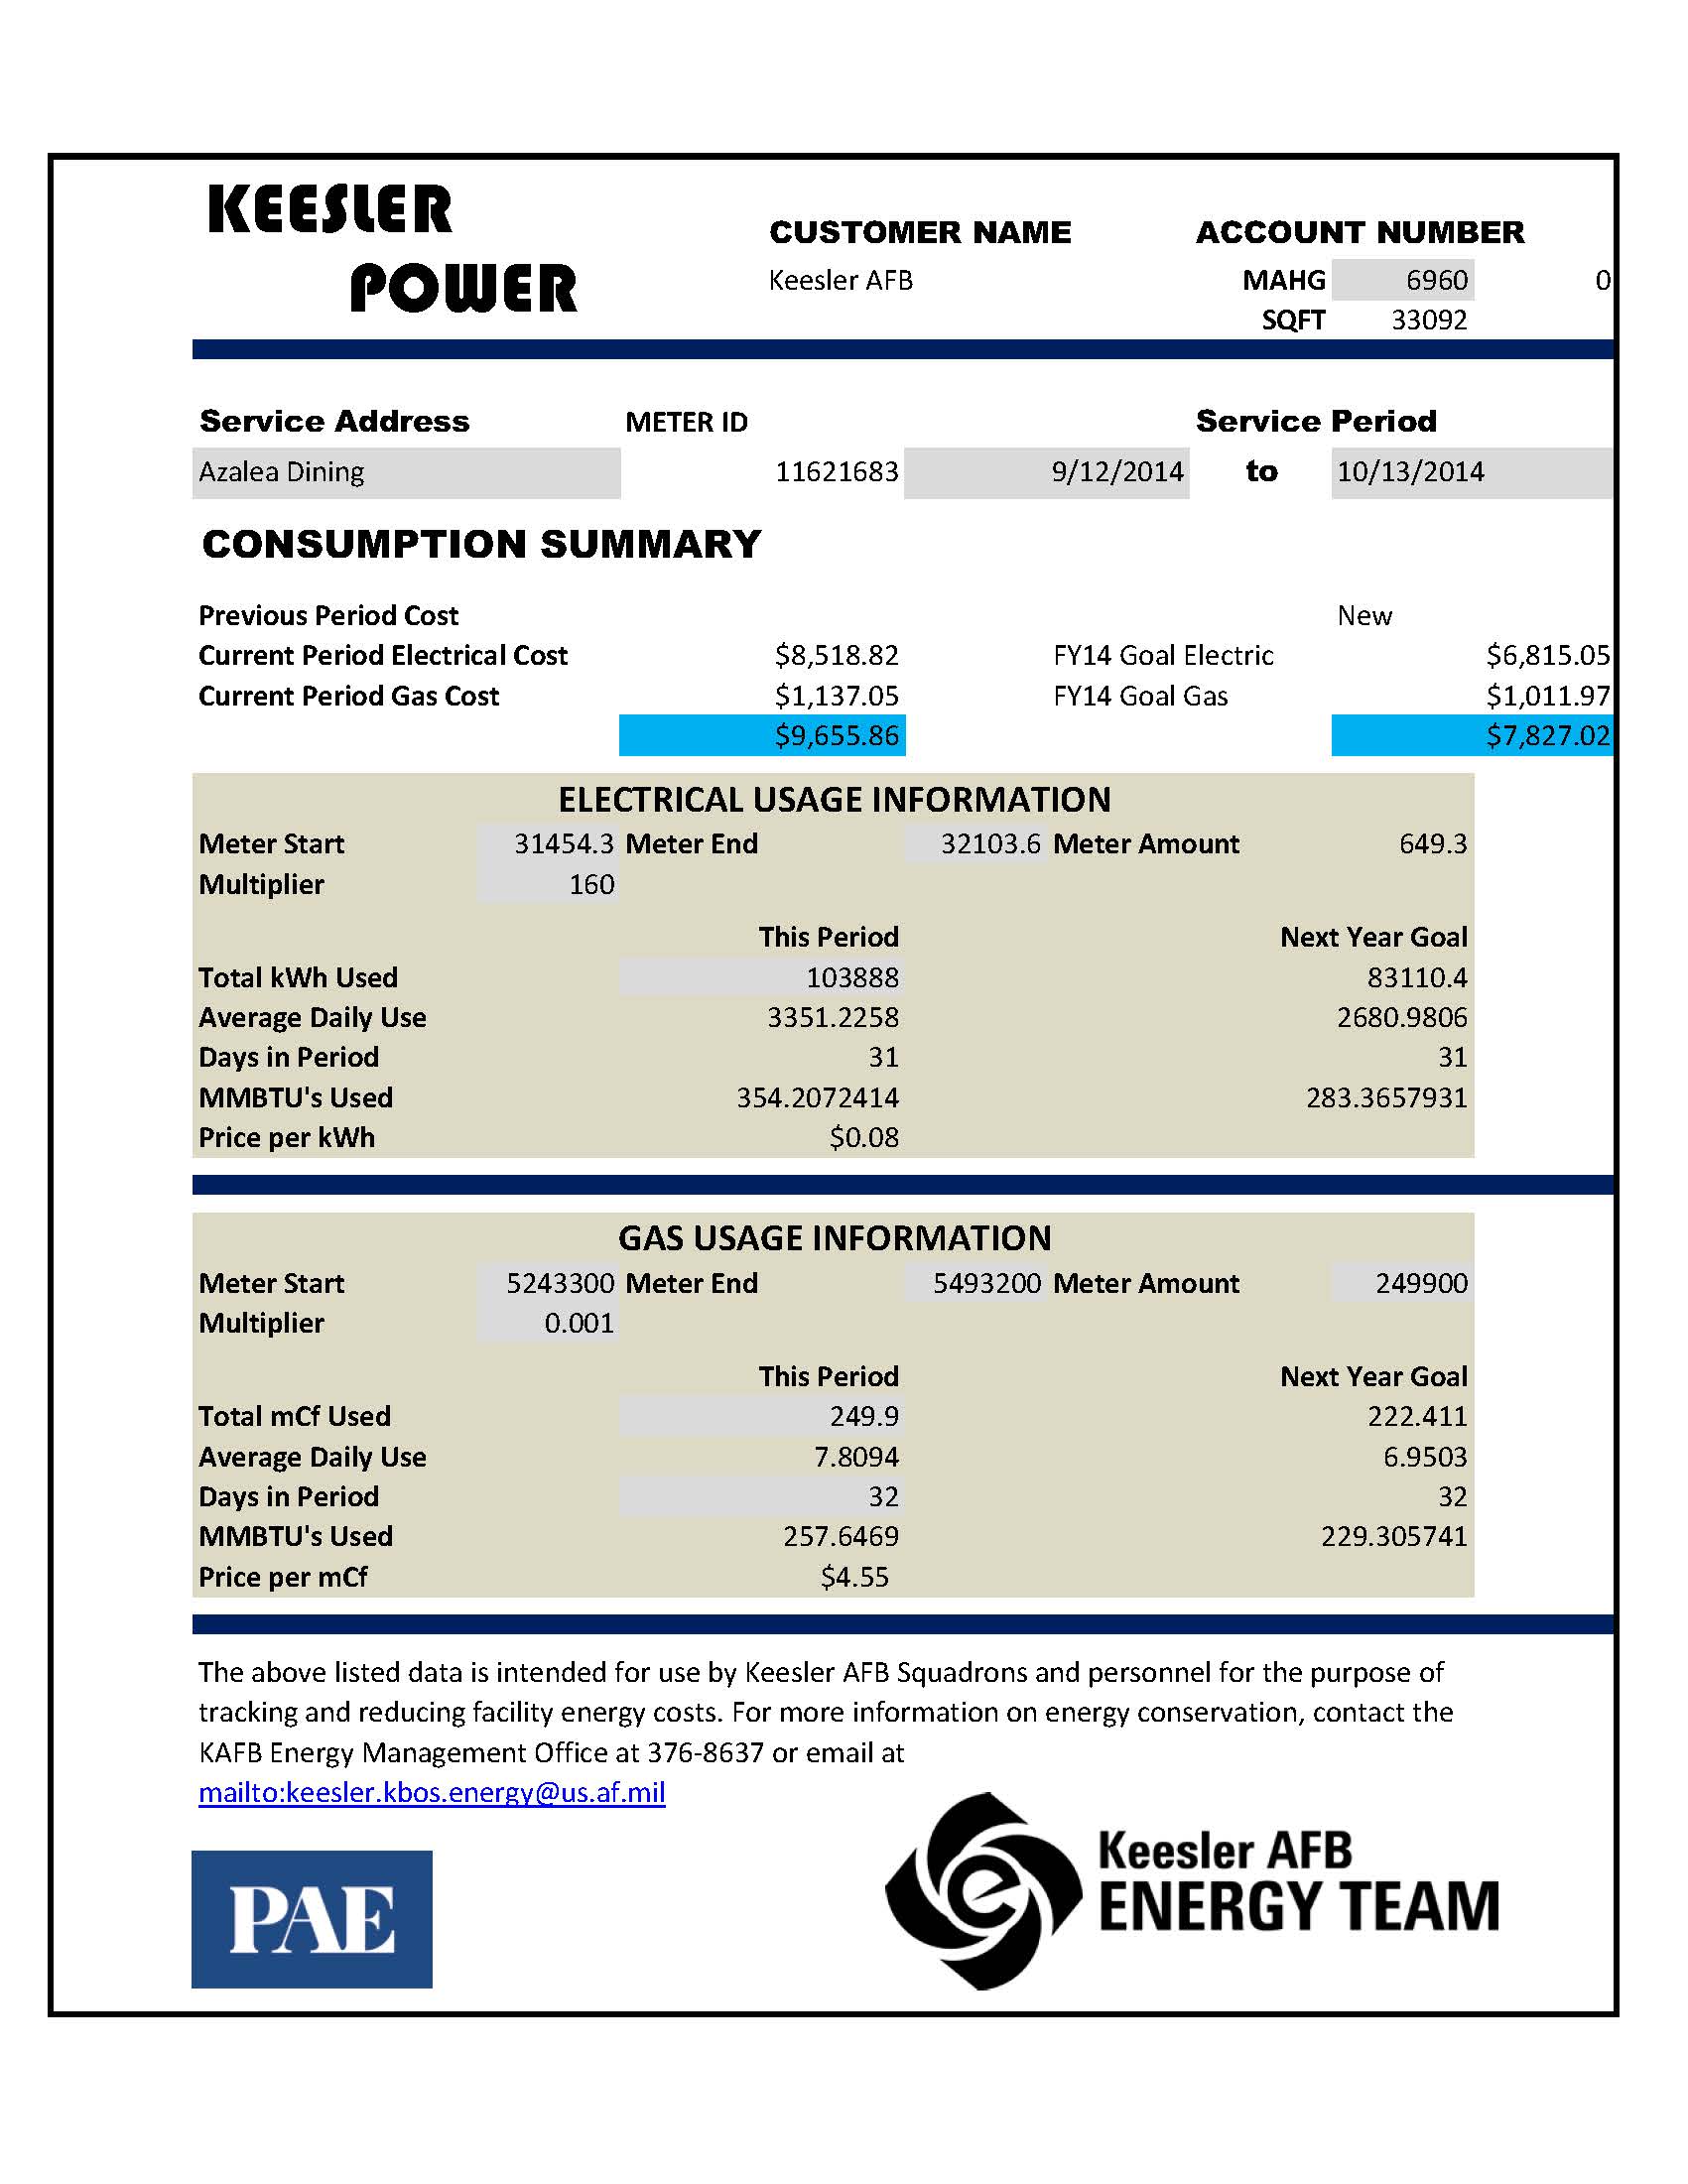 KEESLER
POWER
CUSTOMER NAME ACCOUNT NUMBER
Keesler AFB MAHG 6960 0
SQFT 33092
Service Address METER ID Service Period
Azalea Dining 11621683 9/12/2014 to 10/13/2014
CONSUMPTION SUMMARY
Previous Period Cost New
Current Period Electrical Cost $8,518.82 FY14 Goal Electric $6,815.05
Current Period Gas Cost $1,137.05 FY14 Goal Gas $1,011.97
$9,655.86 $7,827.02
ELECTRICAL USAGE INFORMATION
Meter Start 31454.3 Meter End 32103.6 Meter Amount 649.3
Multiplier 160
This Period Next Year Goal
Total kWh Used 103888 83110.4
Average Daily Use 3351.2258 2680.9806
Days in Period 31 31
MMBTU's Used 354.2072414 283.3657931
Price per kWh $0.08
GAS USAGE INFORMATION
Meter Start 5243300 Meter End 5493200 Meter Amount 249900
Multiplier 0.001
This Period Next Year Goal
Total mCf Used 249.9 222.411
Average Daily Use 7.8094 6.9503
Days in Period 32 32
MMBTU's Used 257.6469 229.305741
Price per mCf $4.55
The above listed data is intended for use by Keesler AFB Squadrons and personnel for the purpose of
tracking and reducing facility energy costs. For more information on energy conservation, contact the
KAFB Energy Management Office at 376-8637 or email at
mailto:keesler.kbos.energy@us.af.mil
PAE
e
Keesler AFB
ENERGY TEAM